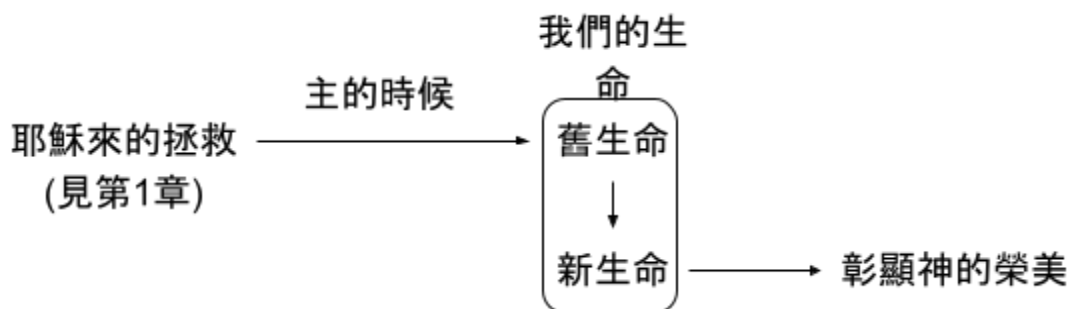 我們的生
命
主的時候
耶穌來的拯救
(見第1章)
舊生命
新生命
彰顯神的榮美